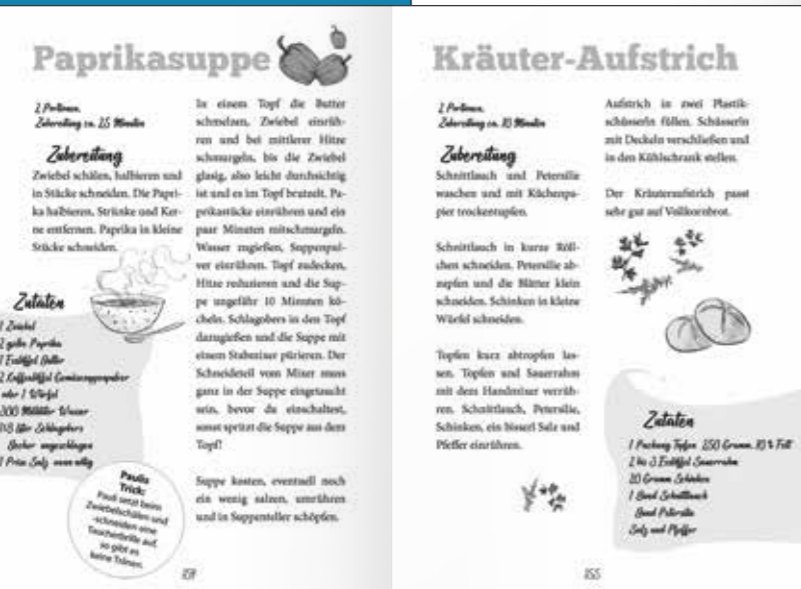 Paprikasuppe
2 Portionen,
Zubereitung ca. 25 Minuten
Zubereitung
Zwiebel schälen, halbieren und
in Stücke schneiden. Die Papri-
ka halbieren, Strünke und Ker-
ne entfernen. Paprika in kleine
Stücke schneiden.
Zutaten
1 Zwiebel
2 gelbe Paprika
1 Esslöffel Butter
2 Kaffeelöffel Gemüsesuppenpulver
oder 1 Würfel
300 Milliliter Wasser
1/8 liter Schlagobers
Becher
1 Prise Salz, wenn nötig
Paulis
Trick:
Pauli setzt beim
Zwiebelschälen und
-schneiden eine
Taucherbrille auf,
so gibt es
keine Tränen.
In einem Topf die Butter
schmelzen, Zwiebel einrüh-
ren und bei mittlerer Hitze
schmurgeln, bis die Zwiebel
glasig, also leicht durchsichtig
ist und es im Topf brutzelt. Pa-
prikastücke einrühren und ein
paar Minuten mitschmurgeln.
Wasser zugießen, Suppenpul-
ver einrühren. Topf zudecken,
Hitze reduzieren und die Sup-
pe ungefähr 10 Minuten kö-
cheln. Schlagobers in den Topf
dazugießen und die Suppe mit
einem Stabmixer pürieren. Der
Schneideteil vom Mixer muss
ganz in der Suppe eingetaucht
sein, bevor du einschaltest,
sonst spritzt die Suppe aus dem
Topf!
Suppe kosten, eventuell noch
ein wenig salzen, umrühren
und in Suppenteller schöpfen.
Kräuter-Aufstrich
2 Portionen,
Zubereitung ca. 10 Minuten
Zubereitung
Schnittlauch und Petersilie
waschen und mit Küchenpa-
pier trockentupfen.
Schnittlauch in kurze Röll-
chen schneiden. Petersilie ab-
zupfen und die Blätter klein
schneiden. Schinken in kleine
Würfel schneiden.
Topfen kurz abtropfen las-
sen. Topfen und Sauerrahm
mit dem Handmixer verrüh-
ren. Schnittlauch, Petersilie,
Schinken, ein bisserl Salz und
Pfeffer einrühren.
Aufstrich in zwei Plastik-
schüsserln füllen. Schüsserln
mit Deckeln verschließen und
in den Kühlschrank stellen.
Der Kräuteraufstrich passt
sehr gut auf Vollkornbrot.
Zutaten
1 Packung Topfen, 250 Gramm, 10 % Fett
2 bis 3 Esslöffel Sauerrahm
20 Gramm Schinken
1 Bund Schnittlauch
Bund Petersilie
Salz und Pfeffer
155